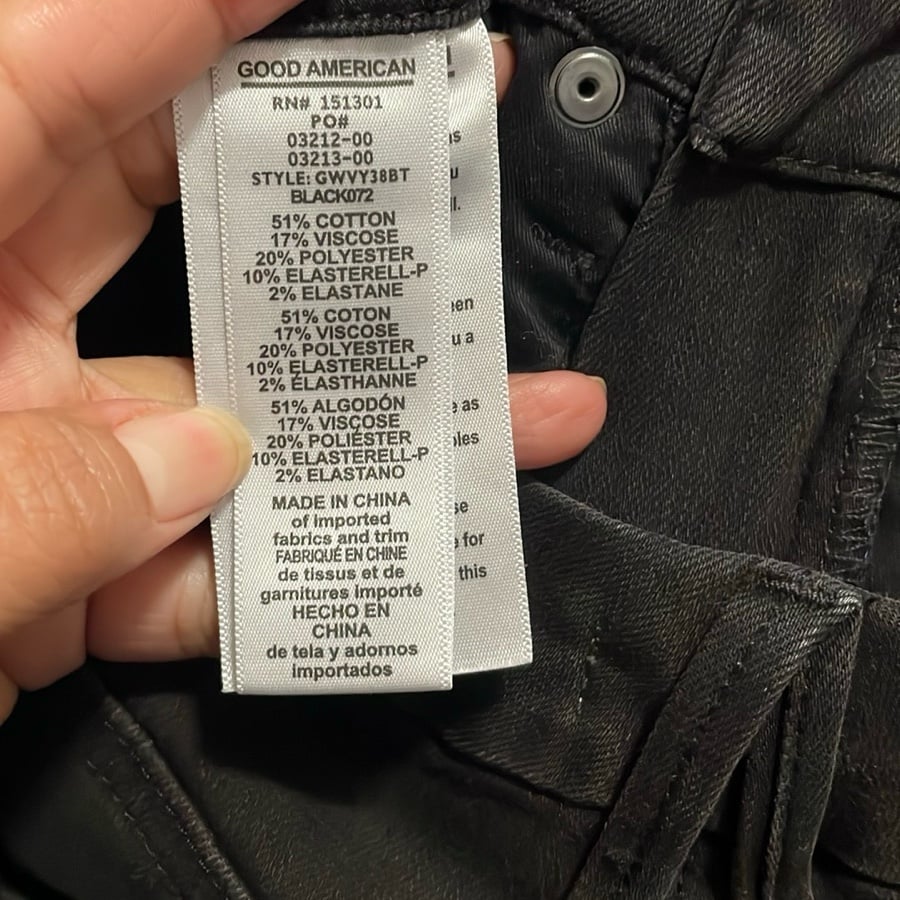 GOOD AMERICAN
RN# 151301
PO#
03212-00
03213-00
STYLE: GWVY38BT
BLACK072
51% COTTON
17% VISCOSE
20% POLYESTER
10% ELASTERELL-P
2% ELASTANE
51% COTON
17% VISCOSE
20% POLYESTER
10% ELASTERELL-P
2% ÉLASTHANNE
51% ALGODÓN
17% VISCOSE
20% POLIÉSTER
10% ELASTERELL-P
2% ELASTANO
MADE IN CHINA
of imported
fabrics and trim
FABRIQUÉ EN CHINE
de tissus et de
garnitures importé
HECHO EN
CHINA
de tela y adornos
importados
a
as
for
this